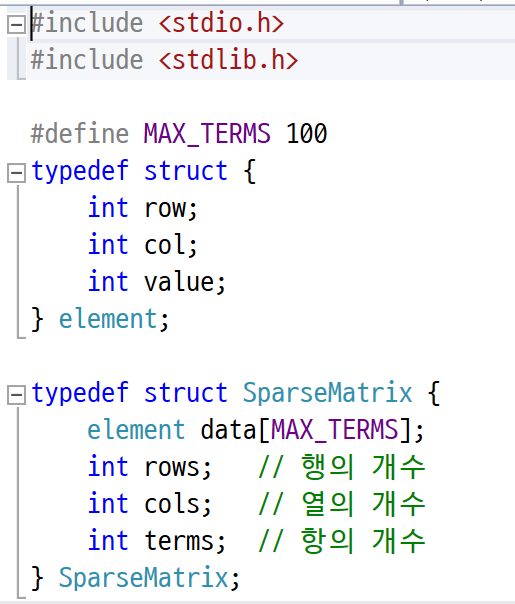 #include <stdio.h>
#include <stdlib.h>
#define MAX_TERMS 100
typedef struct {
int row;
int col;
int value;
} element;
typedef struct SparseMatrix {
element data[MAX_TERMS];
int rows; // 행의 개수
int cols; // 열의 개수
int terms; // 항의 개수
} SparseMatrix;